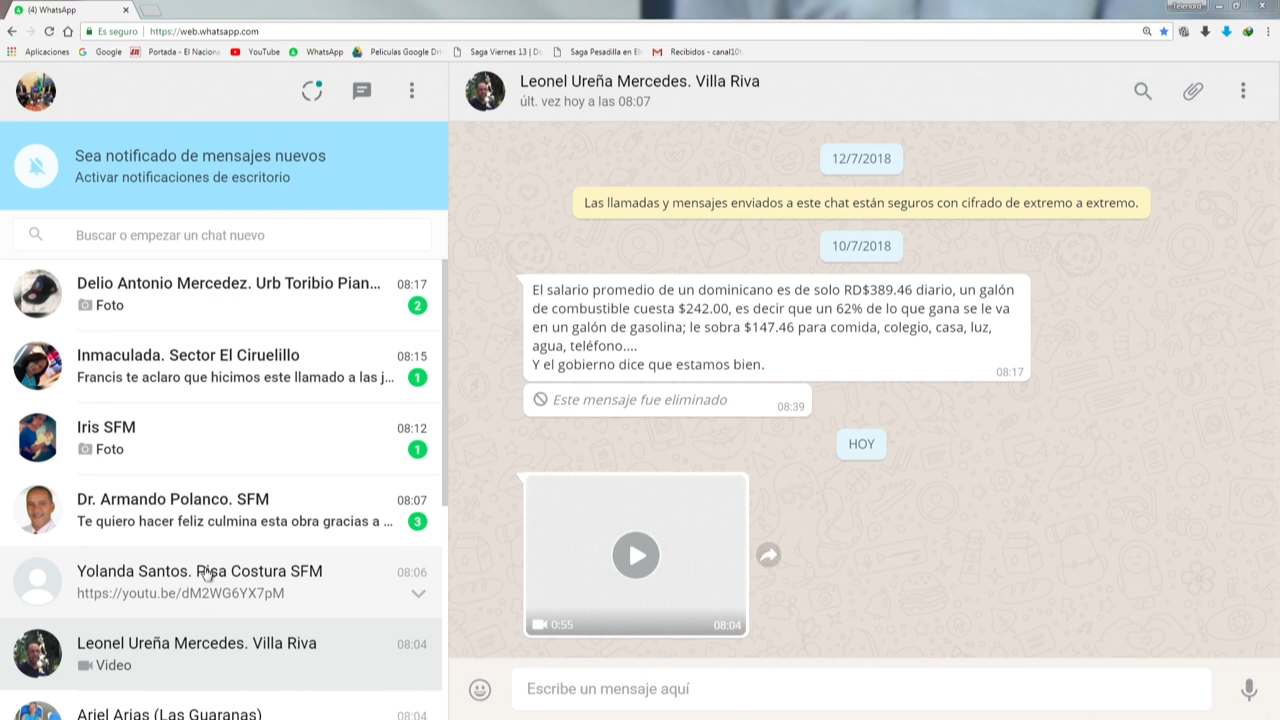 (4) WhatsApp
Telenord
Es seguro
https://web.whatsapp.com
Aplicaciones
Google
Portada - El Naciona
YouTube
WhatsApp
Peliculas Google Dri
Saga Viernes 13 | Do
Saga Pesadilla en El
Recibidos - canal10t
Sea notificado de mensajes nuevos
Activar notificaciones de escritorio
Buscar o empezar un chat nuevo
Delio Antonio Mercedez. Urb Toribio Pian...
08:17
Foto
2
Inmaculada. Sector El Ciruelillo
08:15
Francis te aclaro que hicimos este llamado a las j...
1
Iris SFM
08:12
Foto
1
Dr. Armando Polanco. SFM
08:07
Te quiero hacer feliz culmina esta obra gracias a ...
3
Yolanda Santos. Risa Costura SFM
08:06
https://youtu.be/dM2WG6YX7pM
Leonel Ureña Mercedes. Villa Riva
08:04
Video
Ariel Arias (Las Guaranas)
08:04
Leonel Ureña Mercedes. Villa Riva
últ. vez hoy a las 08:07
12/7/2018
Las llamadas y mensajes enviados a este chat están seguros con cifrado de extremo a extremo.
10/7/2018
El salario promedio de un dominicano es de solo RD$389.46 diario, un galón
de combustible cuesta $242.00, es decir que un 62% de lo que gana se le va
en un galón de gasolina; le sobra $147.46 para comida, colegio, casa, luz,
agua, teléfono....
Y el gobierno dice que estamos bien.
08:17
Este mensaje fue eliminado
08:39
HOY
0:55
08:04
Escribe un mensaje aquí